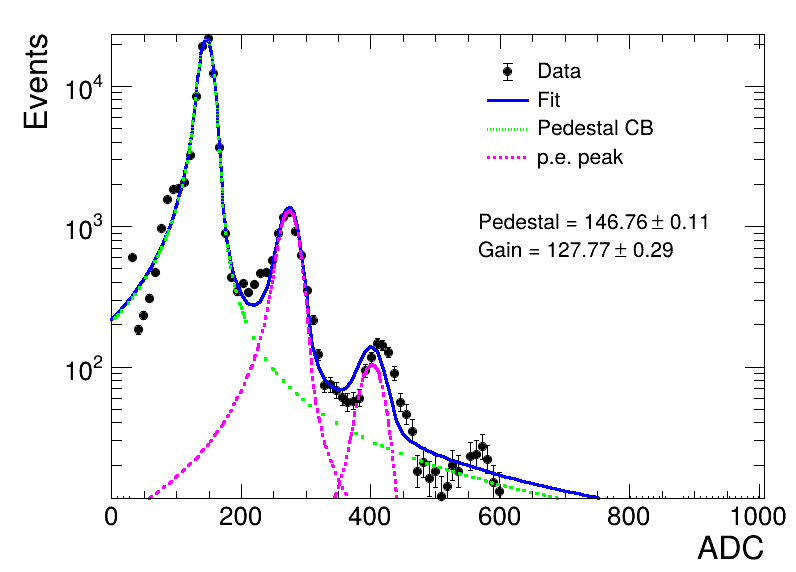 Events
10^4
10^3
10^2
Data
Fit
Pedestal CB
p.e. peak
Pedestal = 146.76 ± 0.11
Gain = 127.77 ± 0.29
0 200 400 600 800 1000
ADC